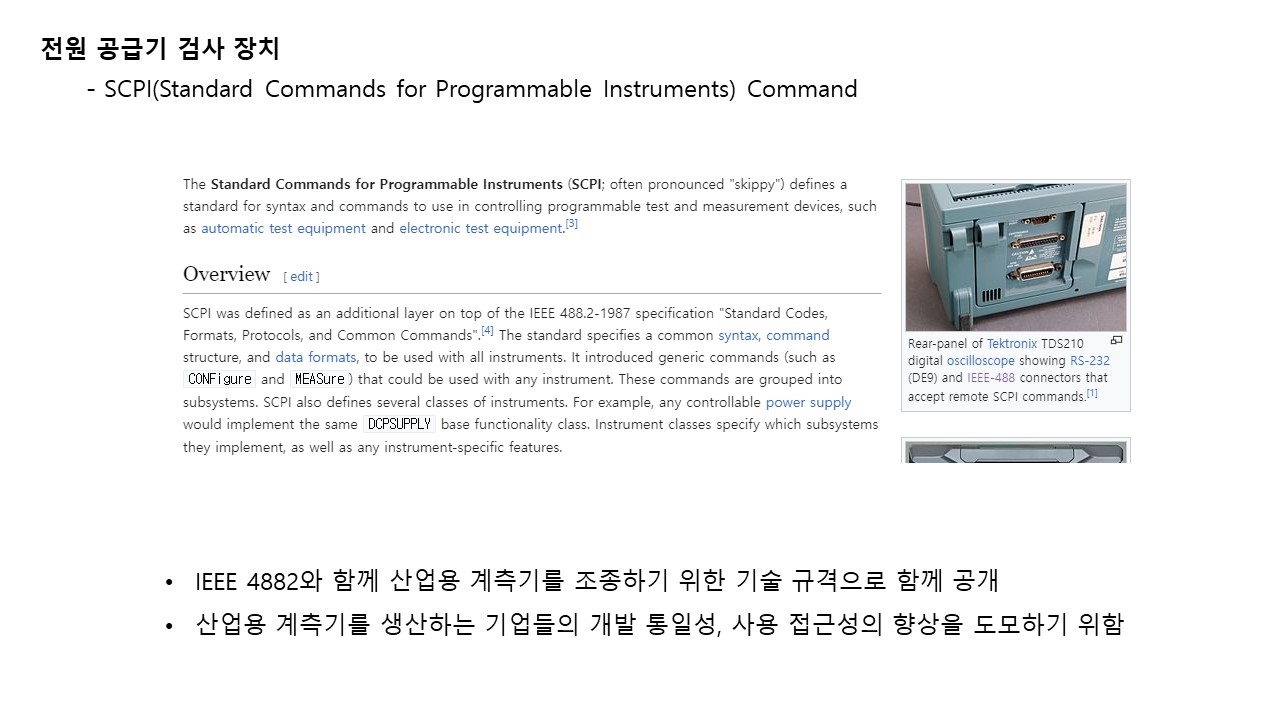 전원 공급기 검사 장치
- SCPI(Standard Commands for Programmable Instruments) Command
The Standard Commands for Programmable Instruments (SCPI; often pronounced "skippy") defines a
standard for syntax and commands to use in controlling programmable test and measurement devices, such
as automatic test equipment and electronic test equipment.[3]
Overview [ edit ]
SCPI was defined as an additional layer on top of the IEEE 488.2-1987 specification "Standard Codes,
Formats, Protocols, and Common Commands".[4] The standard specifies a common syntax, command
structure, and data formats, to be used with all instruments. It introduced generic commands (such as
CONFigure and MEASure) that could be used with any instrument. These commands are grouped into
subsystems. SCPI also defines several classes of instruments. For example, any controllable power supply
would implement the same DCPSUPPLY base functionality class. Instrument classes specify which subsystems
they implement, as well as any instrument-specific features.
Rear-panel of Tektronix TDS210
digital oscilloscope showing RS-232
(DE9) and IEEE-488 connectors that
accept remote SCPI commands.[1]
• IEEE 4882와 함께 산업용 계측기를 조종하기 위한 기술 규격으로 함께 공개
• 산업용 계측기를 생산하는 기업들의 개발 통일성, 사용 접근성의 향상을 도모하기 위함